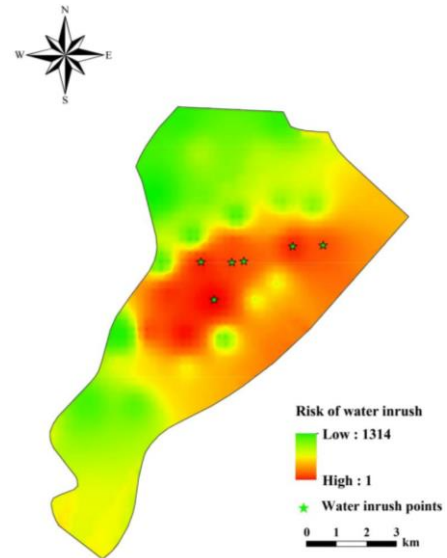 N
W E
S
Risk of water inrush
Low : 1314
High : 1
Water inrush points
0 1 2 3
km